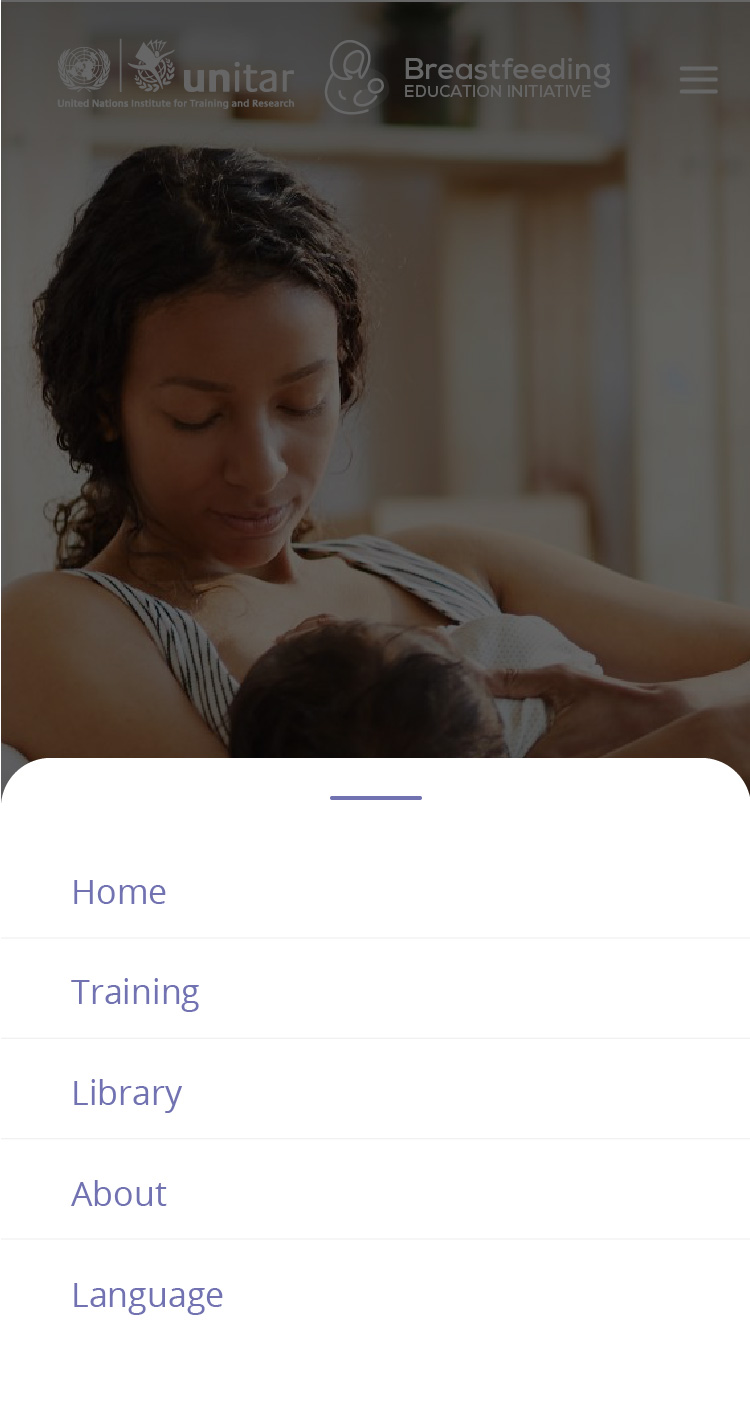 unitar
United Nations Institute for Training and Research
Breastfeeding
EDUCATION INITIATIVE
Home
Training
Library
About
Language